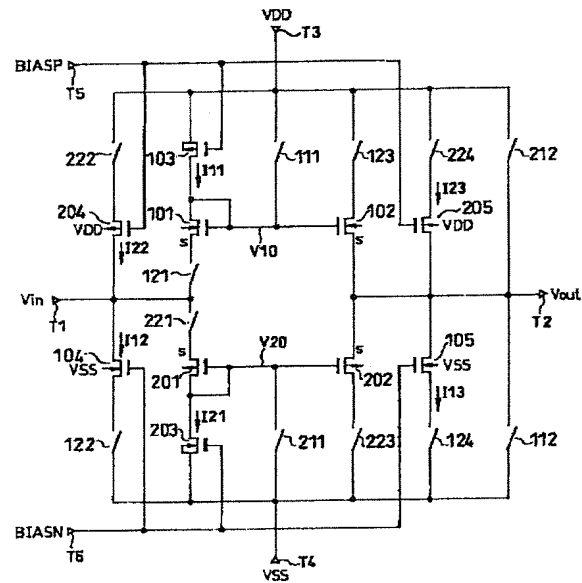 VDD
T3
BIASP
T5
222
103
111
123
224
212
I11
I23
204
VDD
101
102
205
VDD
I22
S
V10
121
Vin
T1
221
Vout
T2
104
I12
VSS
S
201
V20
S
202
105
VSS
I21
I13
203
122
211
223
124
112
BIASN
T6
T4
VSS